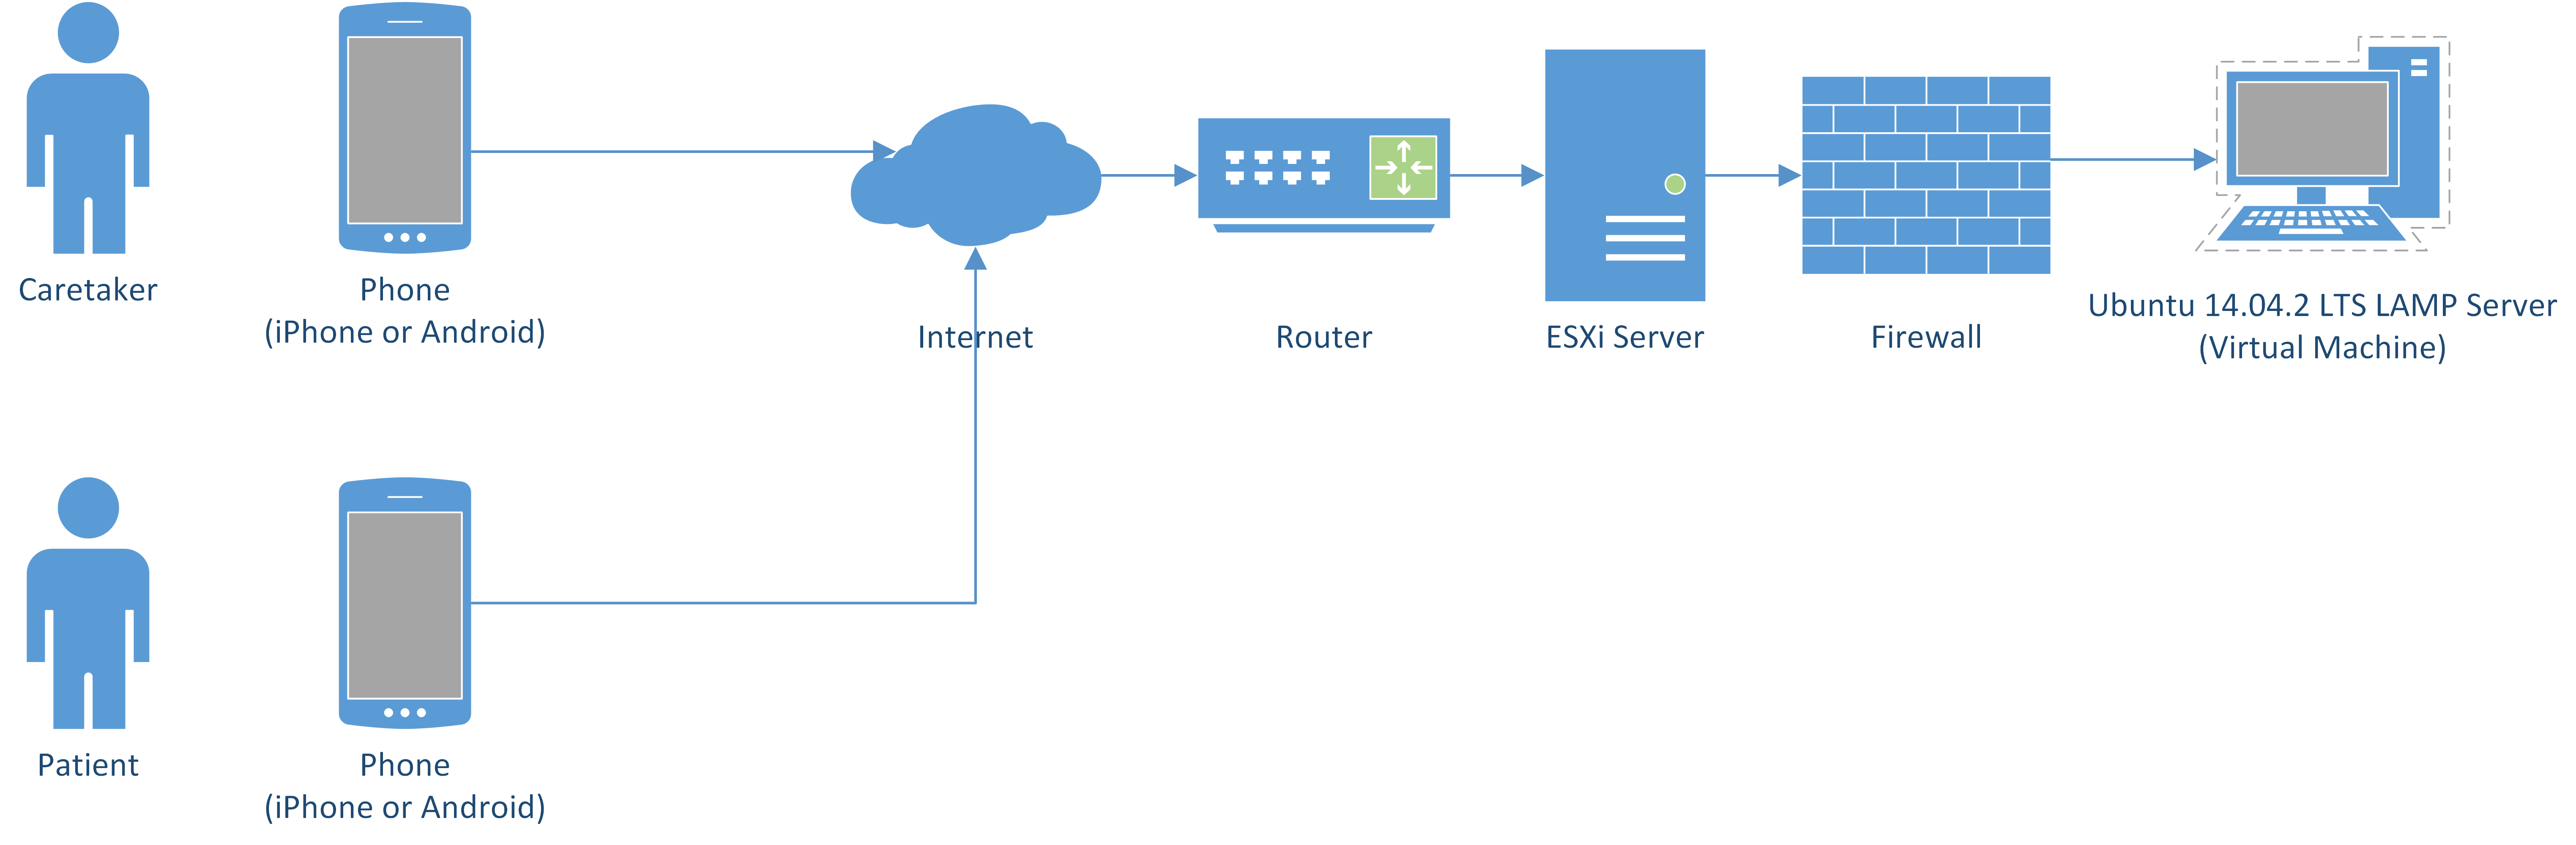 Caretaker
Phone
(iPhone or Android)
Internet
Router
ESXi Server
Firewall
Ubuntu 14.04.2 LTS LAMP Server
(Virtual Machine)
Patient
Phone
(iPhone or Android)